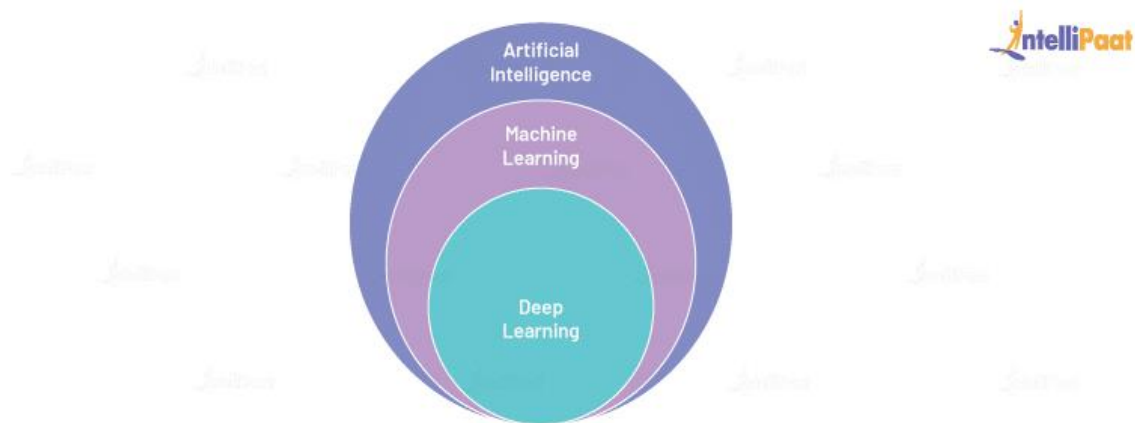 Artificial
Intelligence
IntelliPaat
Machine
Learning
Deep
Learning